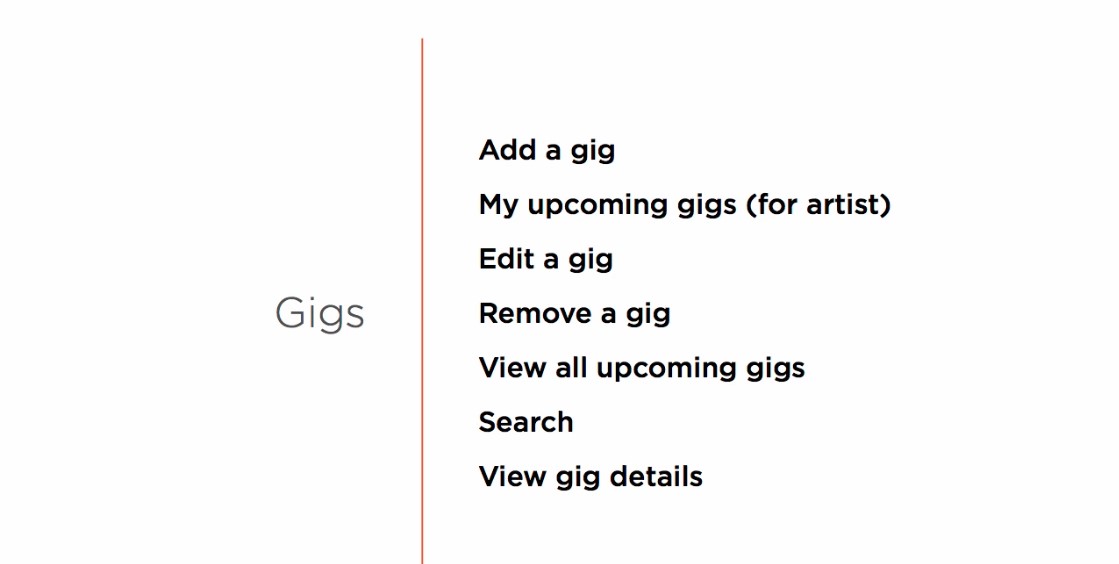 Gigs
Add a gig
My upcoming gigs (for artist)
Edit a gig
Remove a gig
View all upcoming gigs
Search
View gig details